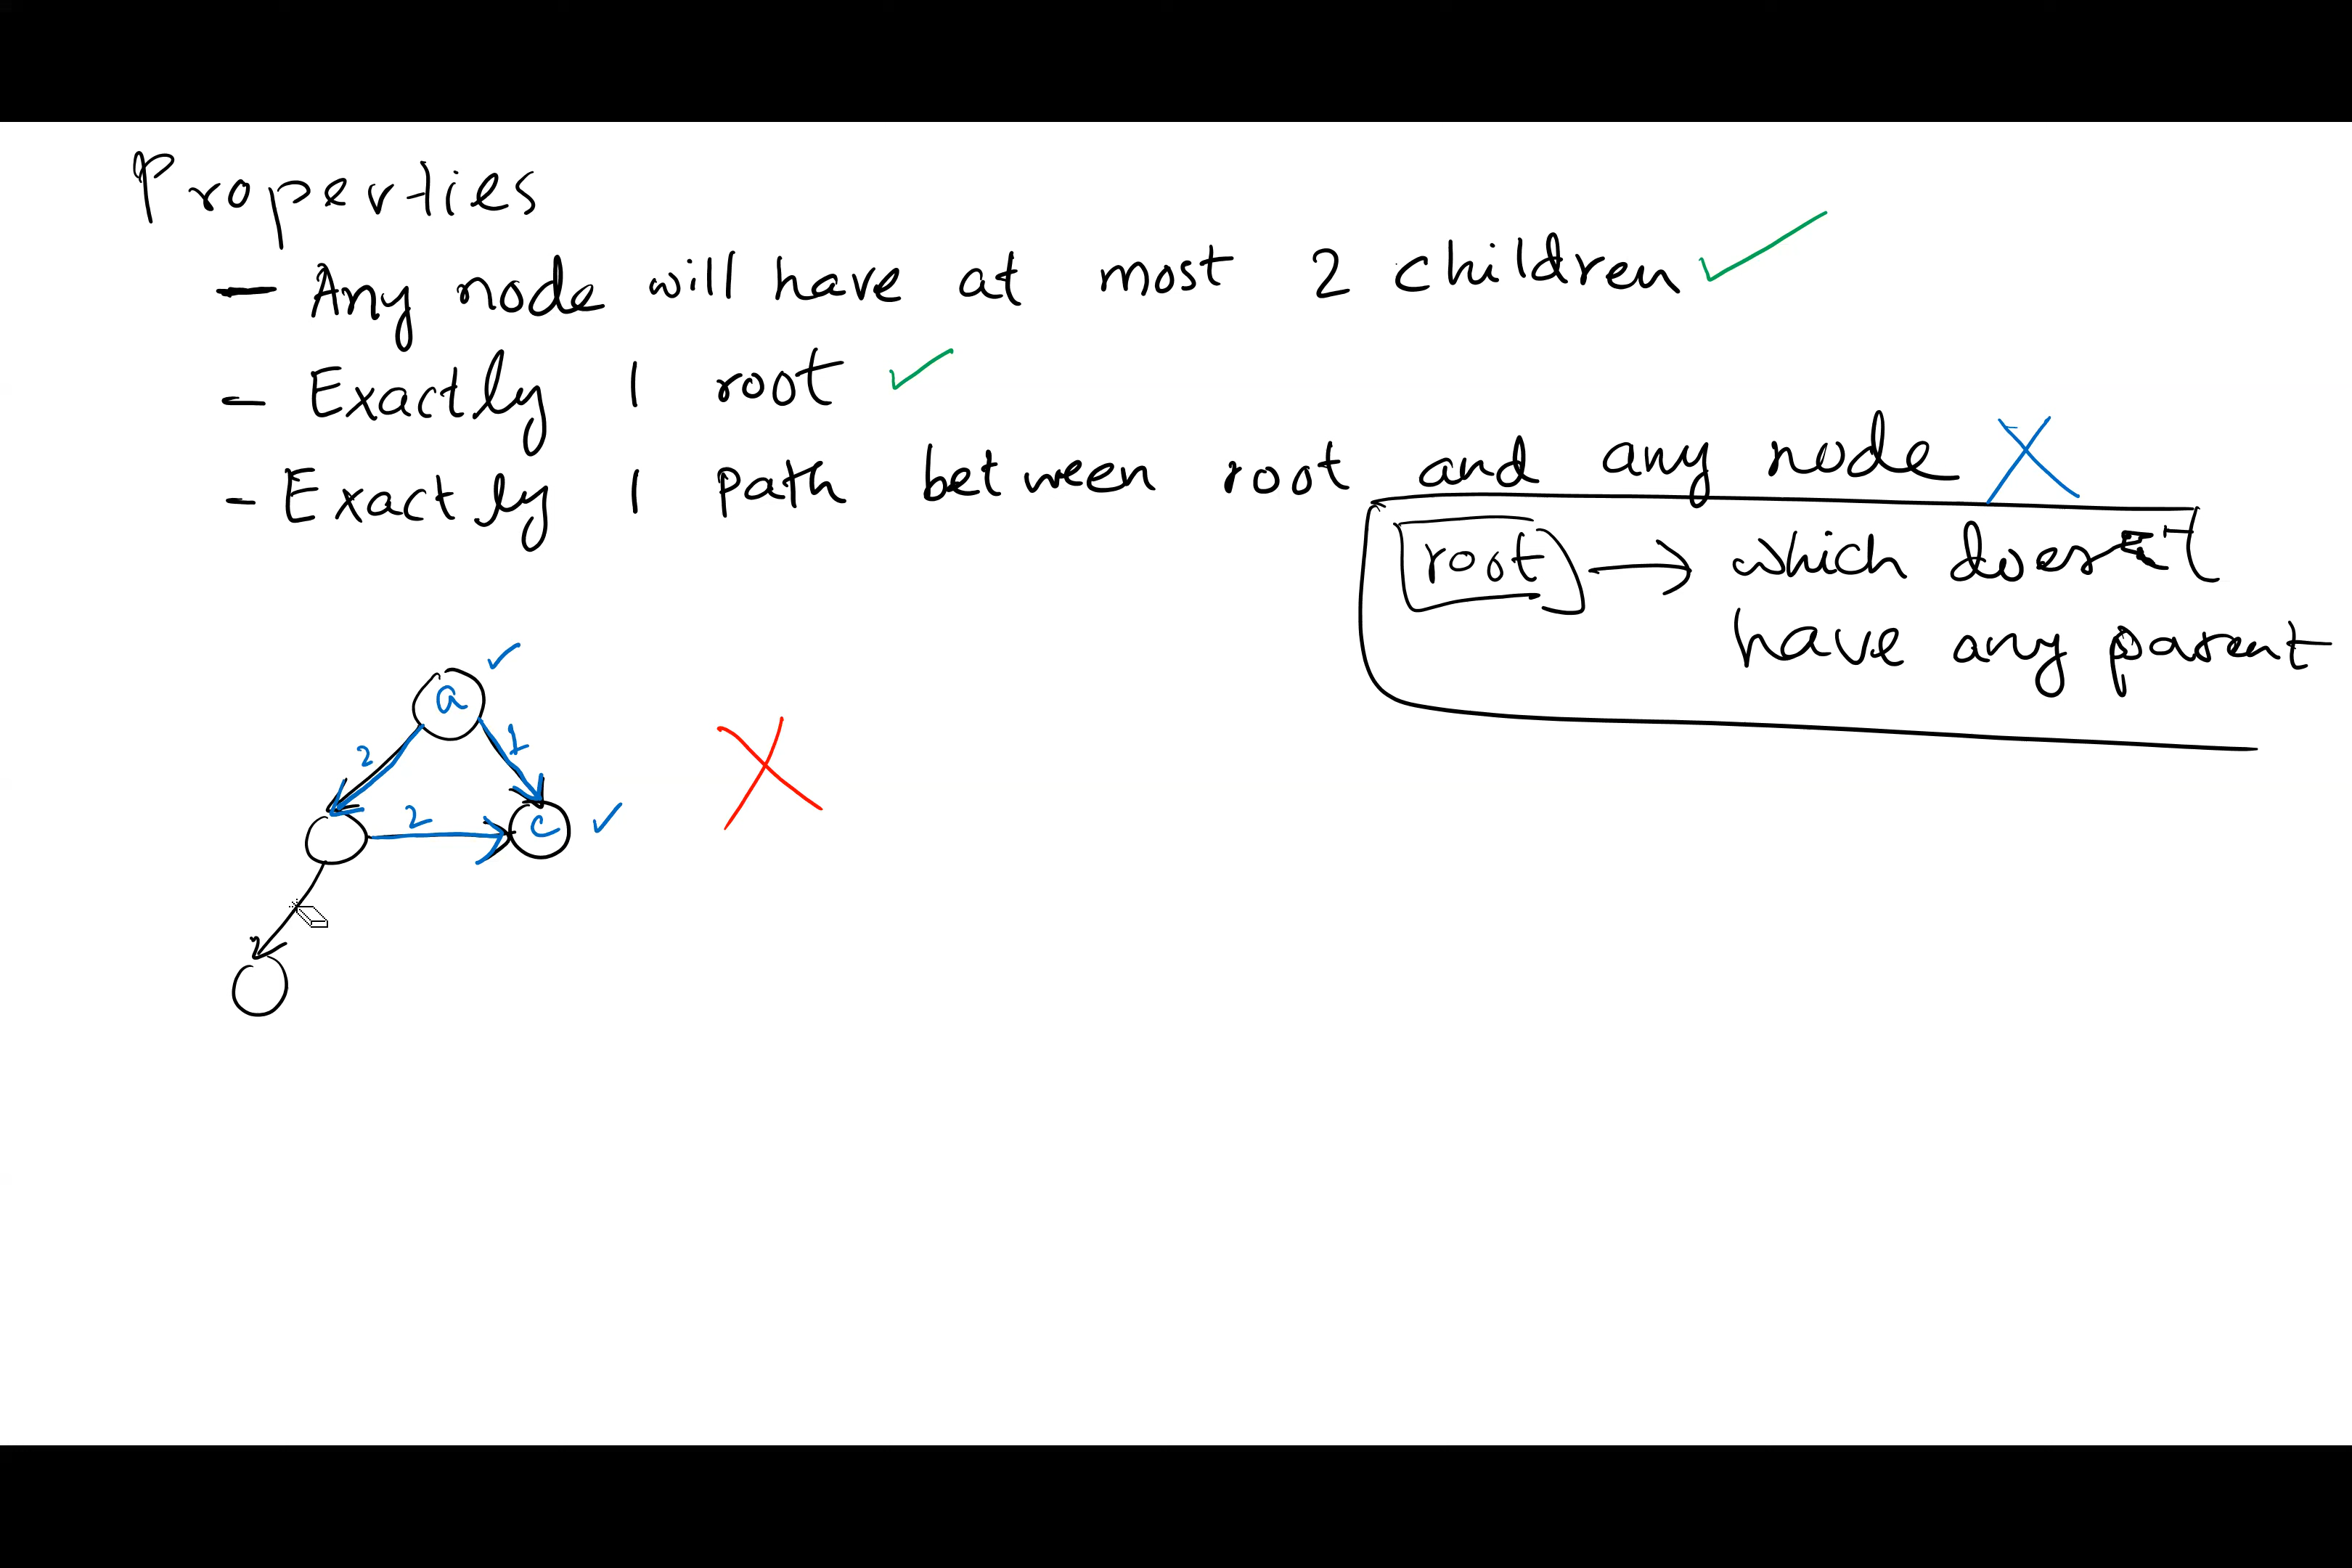 Properties
- Any node will have at most 2 children
- Exactly 1 root
- Exactly 1 path between root and any node
root → which doesn't
have any parent
a
2 1
2 c